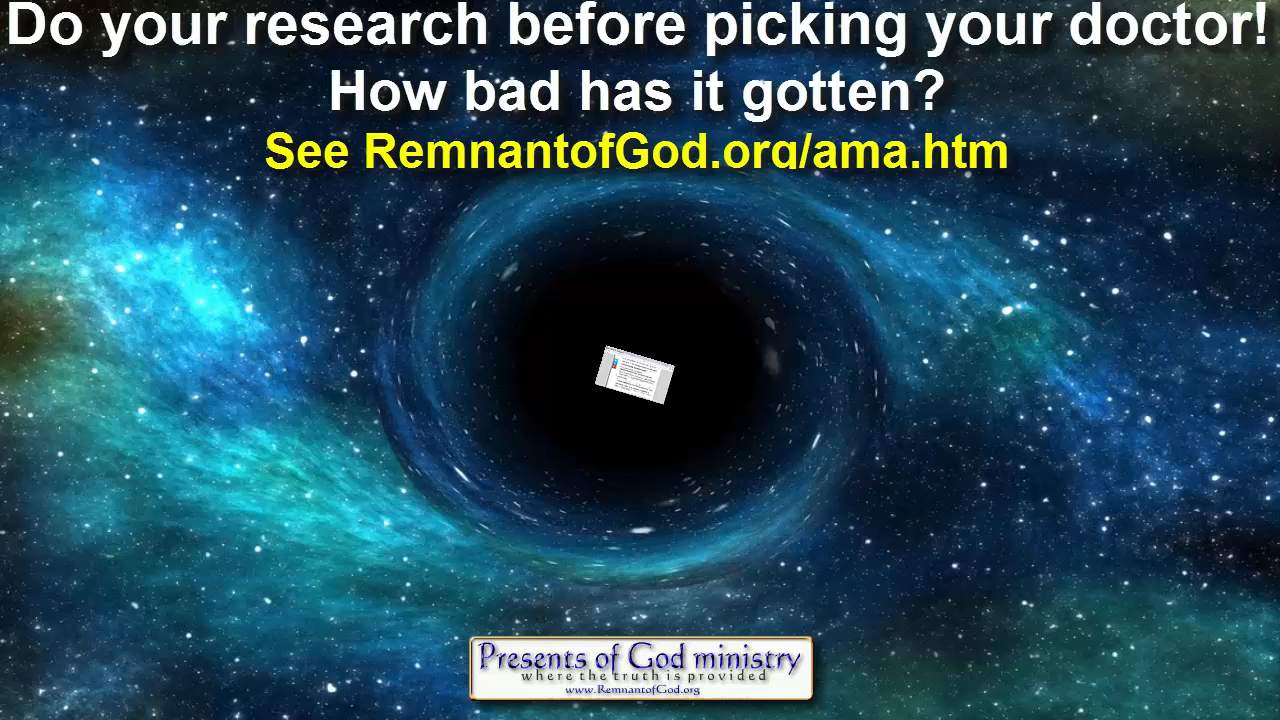 Do your research before picking your doctor!
How bad has it gotten?
See RemnantofGod.org/ama.htm
Presents of God ministry
where the truth is provided
www.RemnantofGod.org